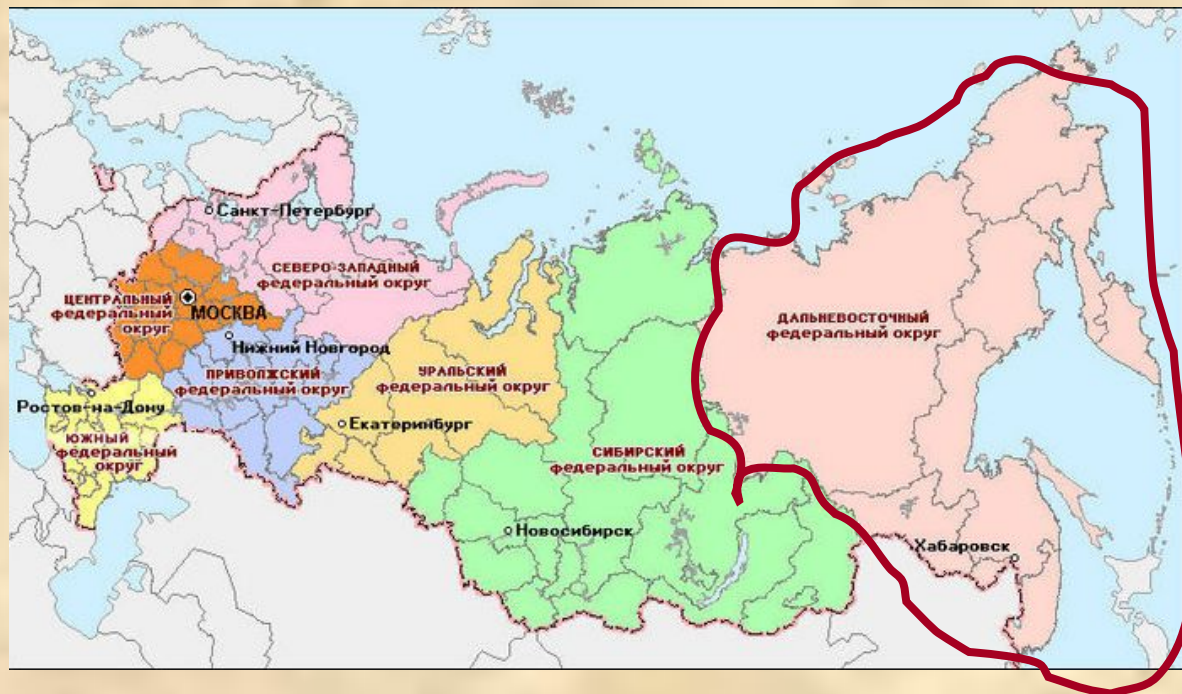 Санкт-Петербург
СЕВЕРО-ЗАПАДНЫЙ
федеральный округ
ЦЕНТРАЛЬНЫЙ
федеральный
округ
МОСКВА
Нижний Новгород
ПРИВОЛЖСКИЙ
федеральный округ
УРАЛЬСКИЙ
федеральный округ
Ростов-на-Дону
ЮЖНЫЙ
федеральный
округ
Екатеринбург
СИБИРСКИЙ
федеральный округ
Новосибирск
ДАЛЬНЕВОСТОЧНЫЙ
федеральный округ
Хабаровск